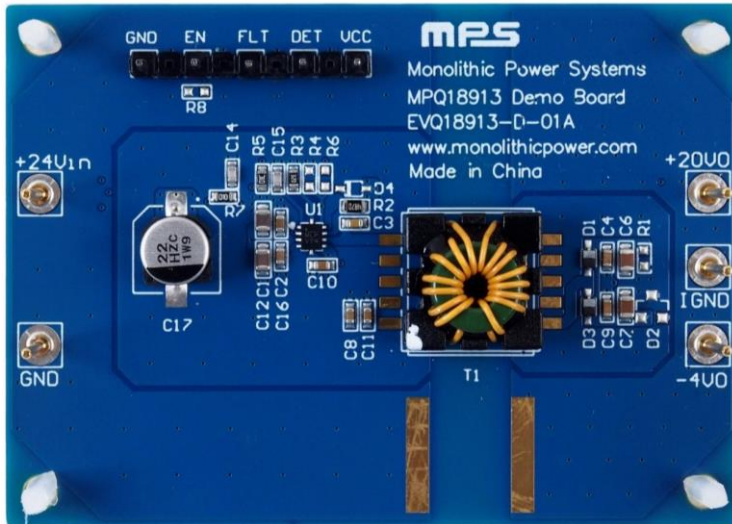 GND EN FLT DET VCC
mps
Monolithic Power Systems
MPQ18913 Demo Board
EVQ18913-D-01A
www.monolithicpower.com
Made in China
R8
+24Vin
C14
R7
R5
C15
R3
R4
R6
D4
R2
C3
U1
+20VO
D1
C4
C6
R1
22
Hzc
1W9
C17
C12
C1
C16
C2
C10
C8
C11
T1
IGND
D3
C9
C7
D2
GND
-4VO